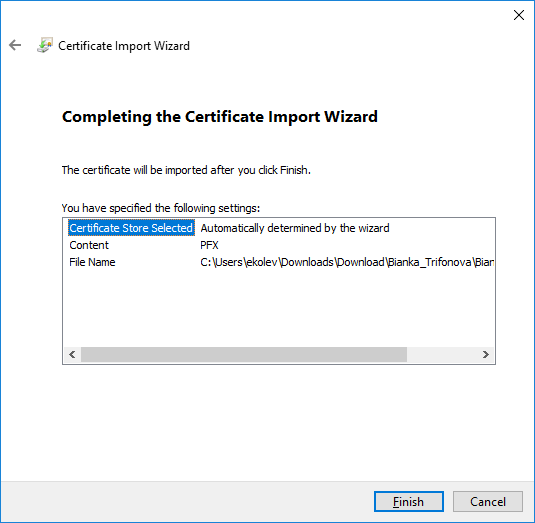 Certificate Import Wizard
Completing the Certificate Import Wizard
The certificate will be imported after you click Finish.
You have specified the following settings:
Certificate Store Selected Automatically determined by the wizard
Content PFX
File Name C:\Users\ekolev\Downloads\Download\Bianka_Trifonova\Bian
Finish Cancel